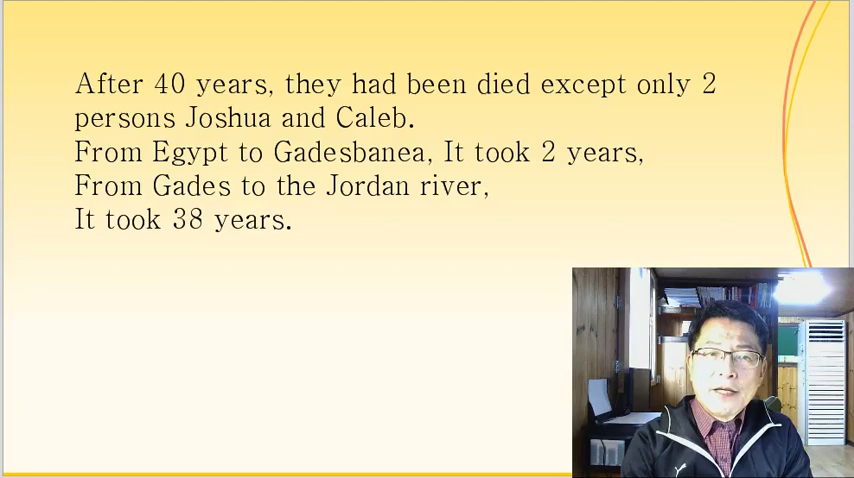 After 40 years, they had been died except only 2
persons Joshua and Caleb.
From Egypt to Gadesbanea, It took 2 years,
From Gades to the Jordan river,
It took 38 years.